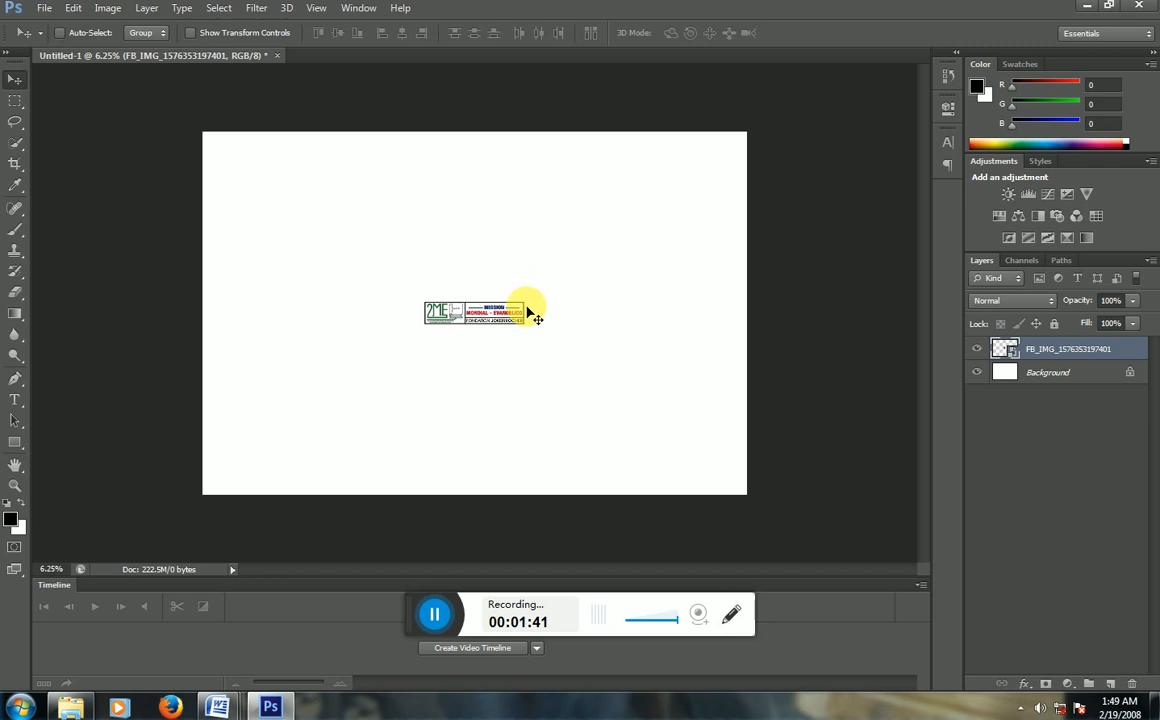 Ps File Edit Image Layer Type Select Filter 3D View Window Help
Auto-Select: Group Show Transform Controls 3D Mode: Essentials
Untitled-1 @ 6.25% (FB_IMG_1576353197401, RGB/8) * ×
Color Swatches
R 0
G 0
B 0
Adjustments Styles
Add an adjustment
Layers Channels Paths
Kind
Normal Opacity: 100%
Lock: Fill: 100%
FB_IMG_1576353197401
Background
2ME
MISSION
MONDIAL - EVANGELICO
6.25% Doc: 222.5M/0 bytes
Timeline
Recording...
00:01:41
Create Video Timeline
1:49 AM
2/19/2008